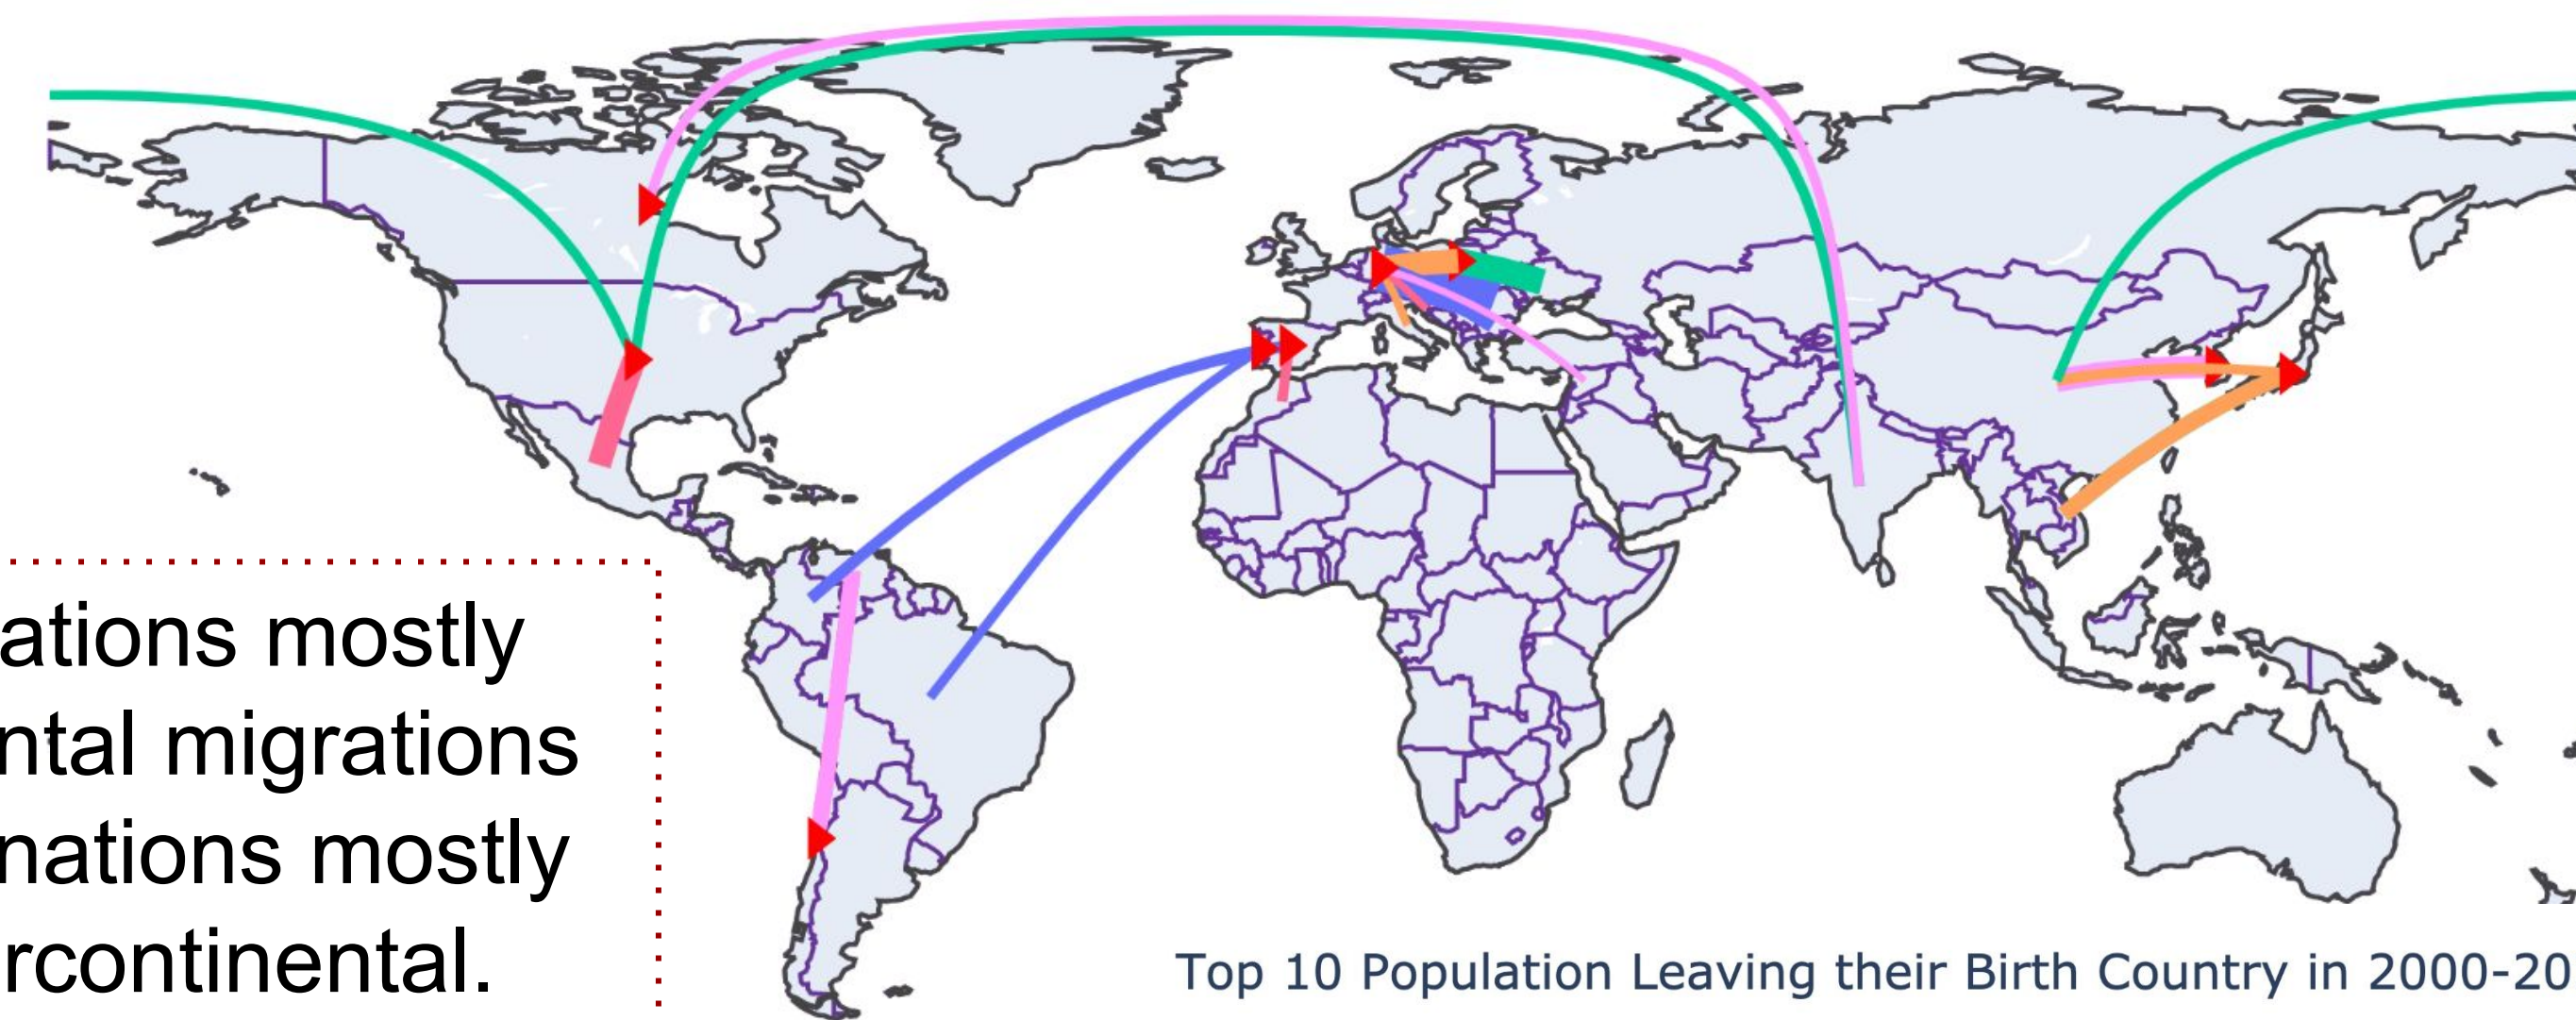 ations mostly
ntal migrations
nations mostly
rcontinental.
Top 10 Population Leaving their Birth Country in 2000-20